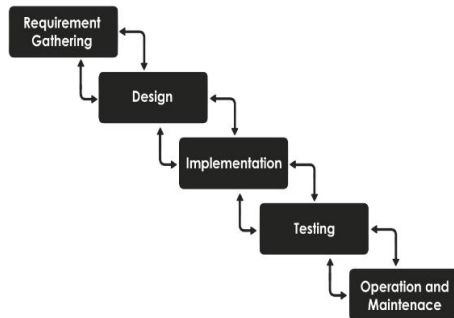 Requirement
Gathering
Design
Implementation
Testing
Operation and
Maintenace